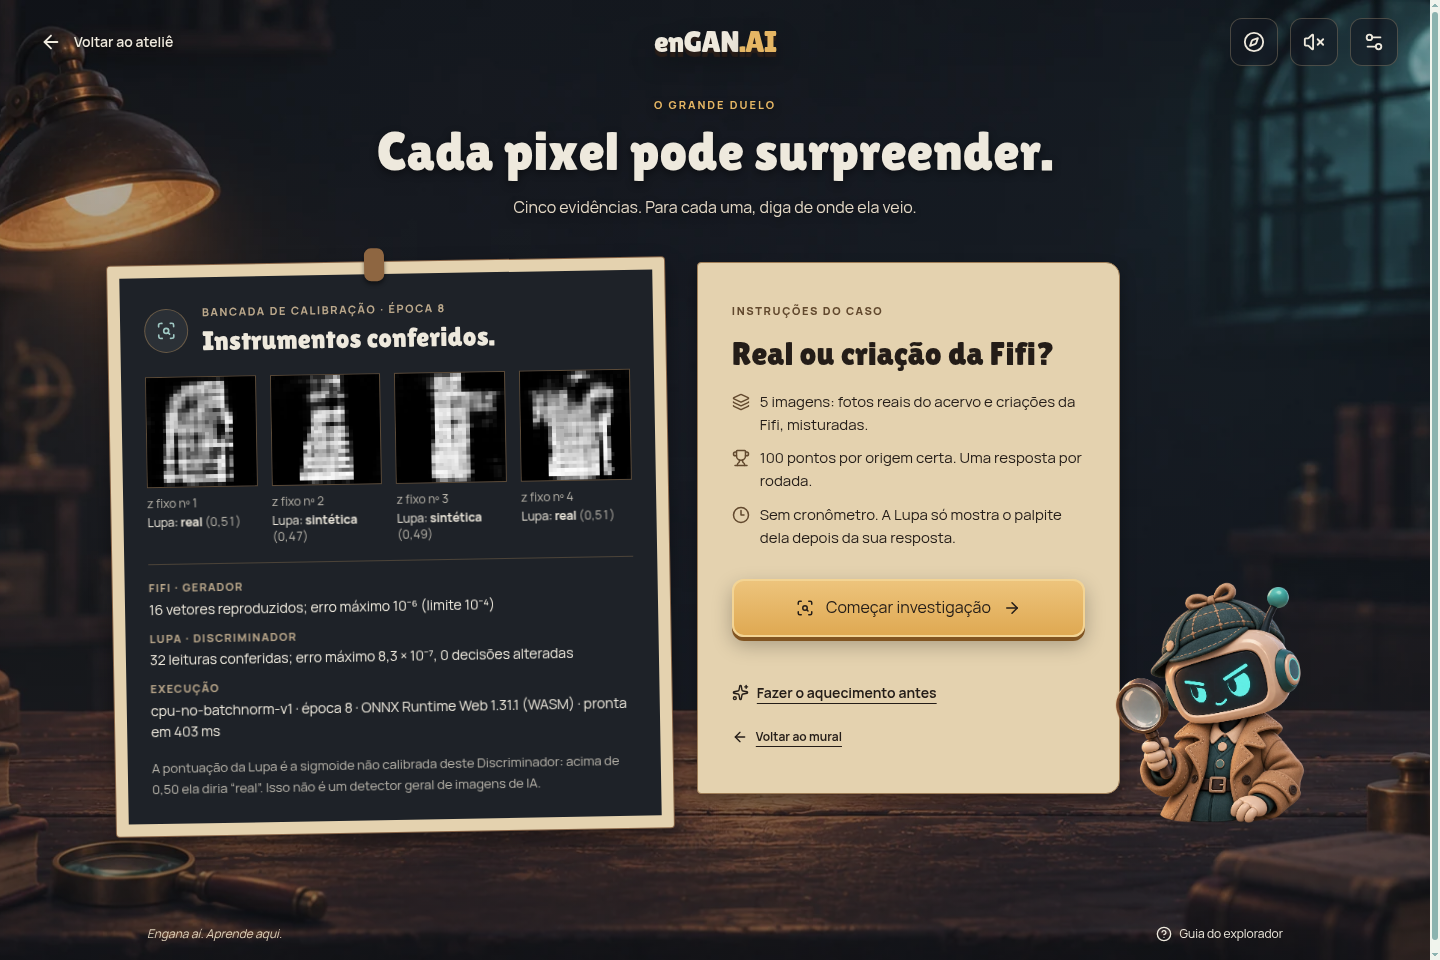 Voltar ao ateliê
enGAN.AI
O GRANDE DUELO
Cada pixel pode surpreender.
Cinco evidências. Para cada uma, diga de onde ela veio.
BANCADA DE CALIBRAÇÃO · ÉPOCA 8
Instrumentos conferidos.
z fixo nº 1
Lupa: real (0,51)
z fixo nº 2
Lupa: sintética
(0,47)
z fixo nº 3
Lupa: sintética
(0,49)
z fixo nº 4
Lupa: real (0,51)
FIFI · GERADOR
16 vetores reproduzidos; erro máximo 10⁻⁶ (limite 10⁻⁴)
LUPA · DISCRIMINADOR
32 leituras conferidas; erro máximo 8,3 × 10⁻⁷, 0 decisões alteradas
EXECUÇÃO
cpu-no-batchnorm-v1 · época 8 · ONNX Runtime Web 1.31.1 (WASM) · pronta
em 403 ms
A pontuação da Lupa é a sigmoide não calibrada deste Discriminador: acima de
0,50 ela diria “real”. Isso não é um detector geral de imagens de IA.
INSTRUÇÕES DO CASO
Real ou criação da Fifi?
5 imagens: fotos reais do acervo e criações da
Fifi, misturadas.
100 pontos por origem certa. Uma resposta por
rodada.
Sem cronômetro. A Lupa só mostra o palpite
dela depois da sua resposta.
Começar investigação
Fazer o aquecimento antes
Voltar ao mural
Engana aí. Aprende aqui.
Guia do explorador